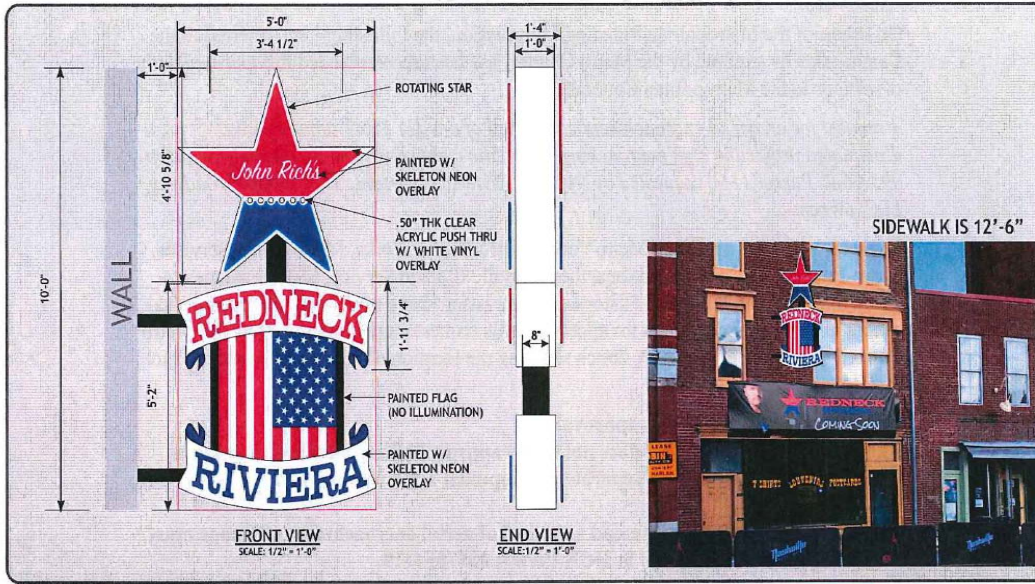 5'-0"
3'-4 1/2"
1'-0"
10'-0"
4'-10 5/8"
5'-2"
1'-11 3/4"
WALL
John Rich's
REDNECK
RIVIERA
ROTATING STAR
PAINTED W/
SKELETON NEON
OVERLAY
.50" THK CLEAR
ACRYLIC PUSH THRU
W/ WHITE VINYL
OVERLAY
PAINTED FLAG
(NO ILLUMINATION)
PAINTED W/
SKELETON NEON
OVERLAY
FRONT VIEW
SCALE: 1/2" = 1'-0"
1'-4"
1'-0"
8"
END VIEW
SCALE: 1/2" = 1'-0"
SIDEWALK IS 12'-6"
REDNECK
RIVIERA
REDNECK
COMING SOON
T SHIRTS SOUVENIRS POSTCARDS
LEASE
Nashville
Nashville